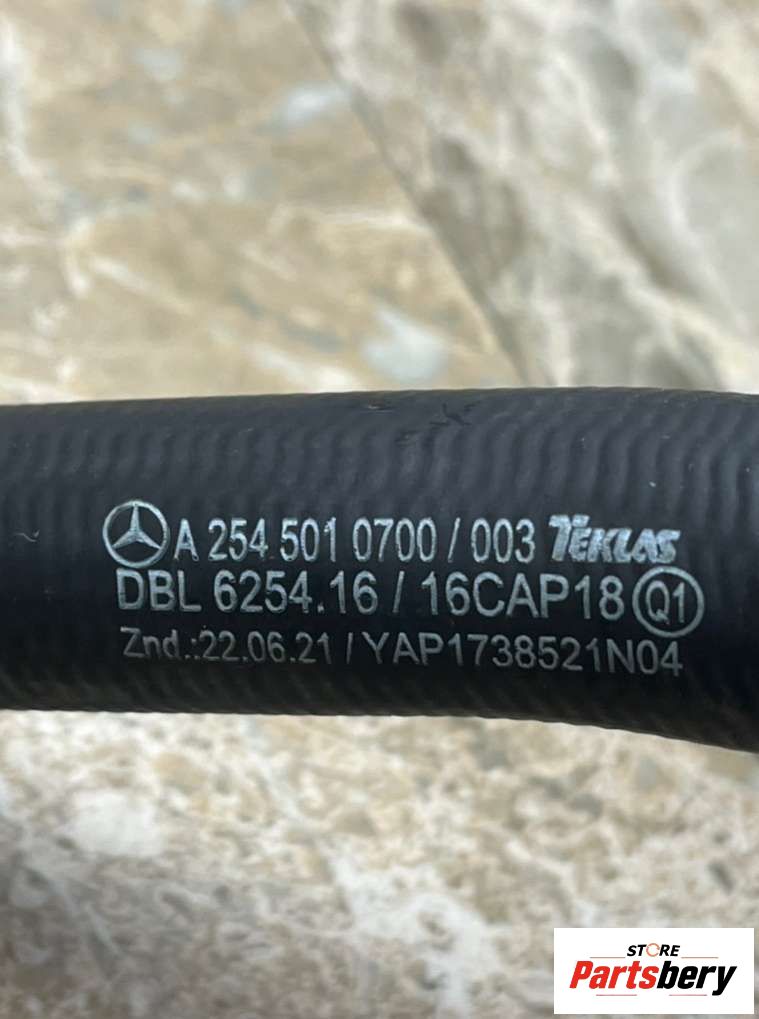 A 254 501 0700 / 003 TEKLAS
DBL 6254.16 / 16CAP18 Q1
Znd.:22.06.21 / YAP1738521N04
STORE
Partsbery